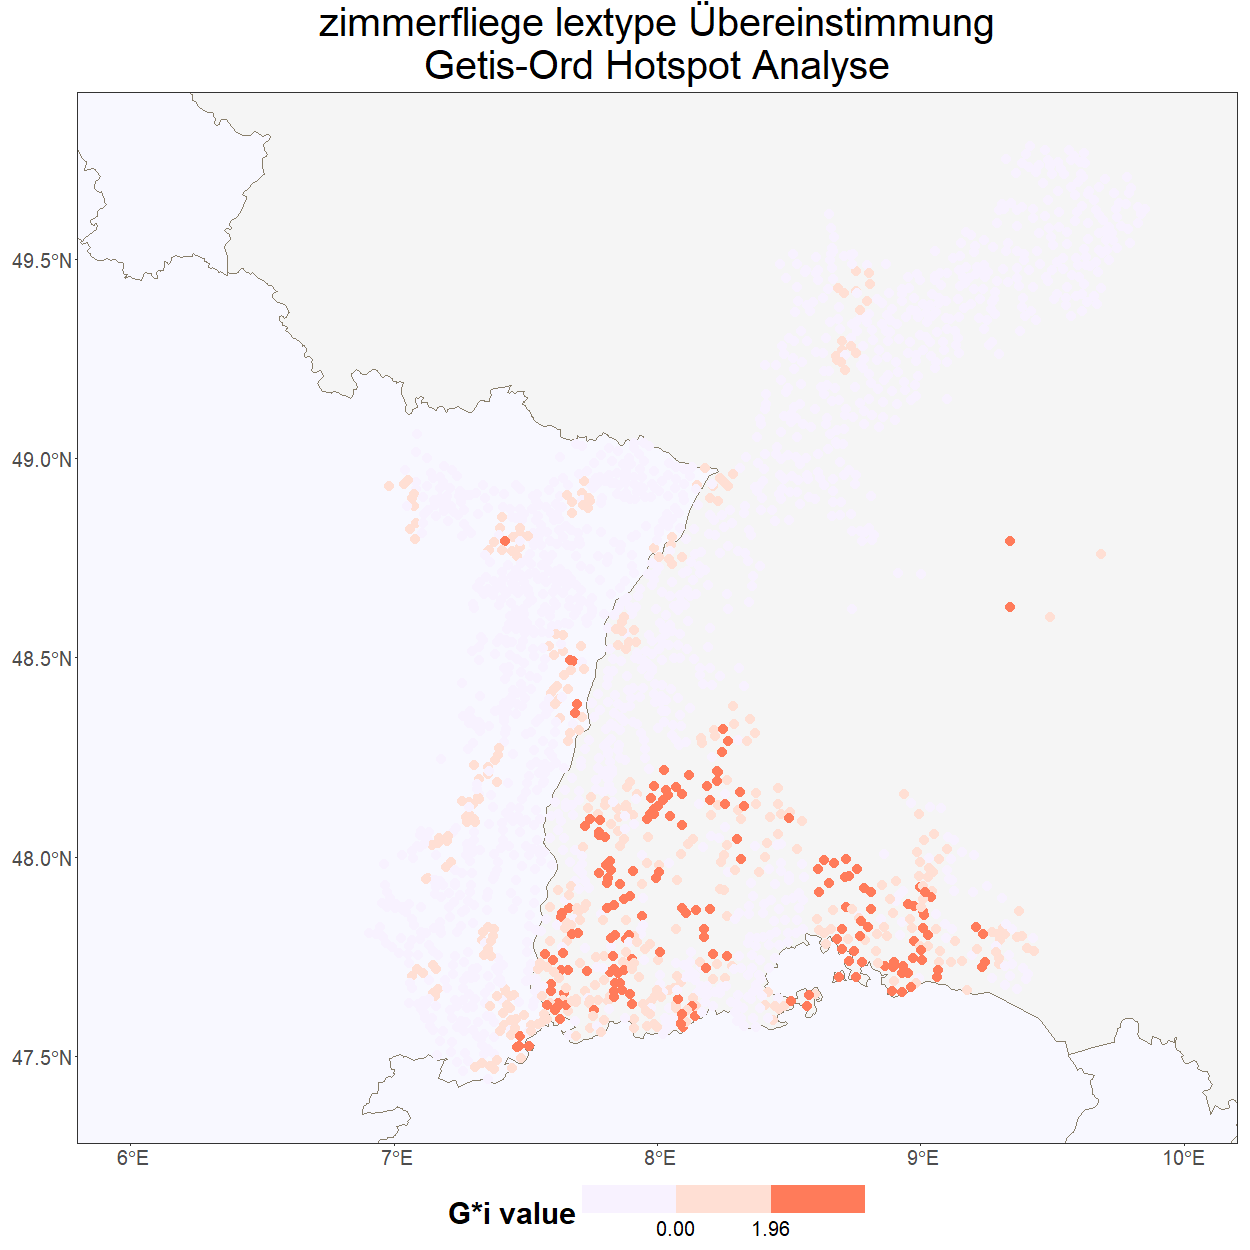 zimmerfliege lextype Übereinstimmung
Getis-Ord Hotspot Analyse
49.5°N
49.0°N
48.5°N
48.0°N
47.5°N
6°E 7°E 8°E 9°E 10°E
G*i value
0.00 1.96